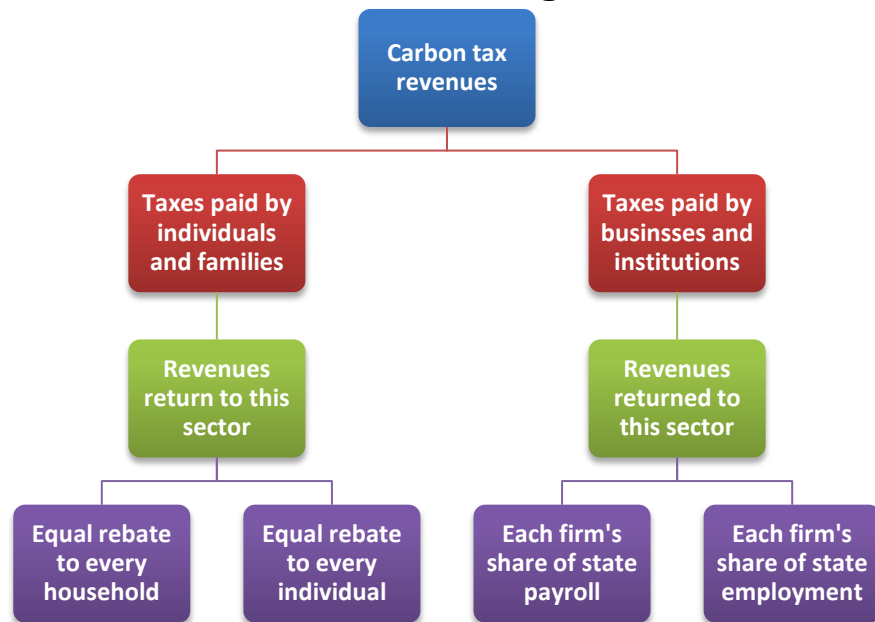 Carbon tax
revenues
Taxes paid by
individuals
and families
Taxes paid by
businsses and
institutions
Revenues
return to this
sector
Revenues
returned to
this sector
Equal rebate
to every
household
Equal rebate
to every
individual
Each firm's
share of state
payroll
Each firm's
share of state
employment